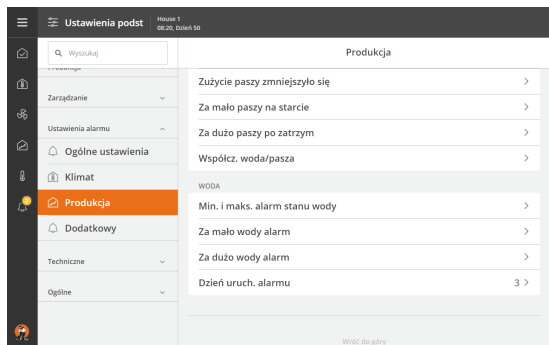 Ustawienia podst
House 1
08:20, Dzień 50
Wyszukaj
Produkcja
Zarządzanie
Ustawienia alarmu
Ogólne ustawienia
Klimat
Produkcja
Dodatkowy
Techniczne
Ogólne
Zużycie paszy zmniejszyło się
Za mało paszy na starcie
Za dużo paszy po zatrzym
Współcz. woda/pasza
WODA
Min. i maks. alarm stanu wody
Za mało wody alarm
Za dużo wody alarm
Dzień uruch. alarmu 3
Wróć do góry